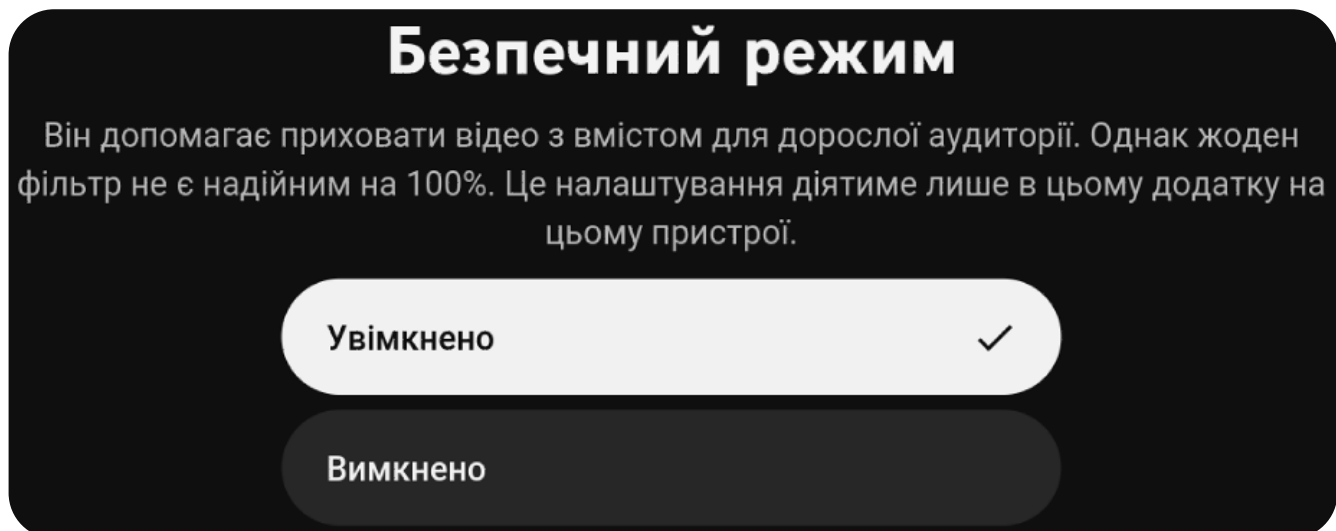 Безпечний режим
Він допомагає приховати відео з вмістом для дорослої аудиторії. Однак жоден
фільтр не є надійним на 100%. Це налаштування діятиме лише в цьому додатку на
цьому пристрої.
Увімкнено
Вимкнено